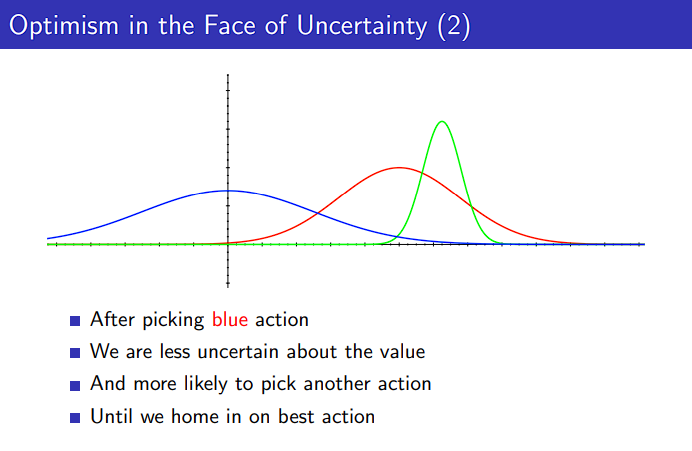 Optimism in the Face of Uncertainty (2)
After picking blue action
We are less uncertain about the value
And more likely to pick another action
Until we home in on best action